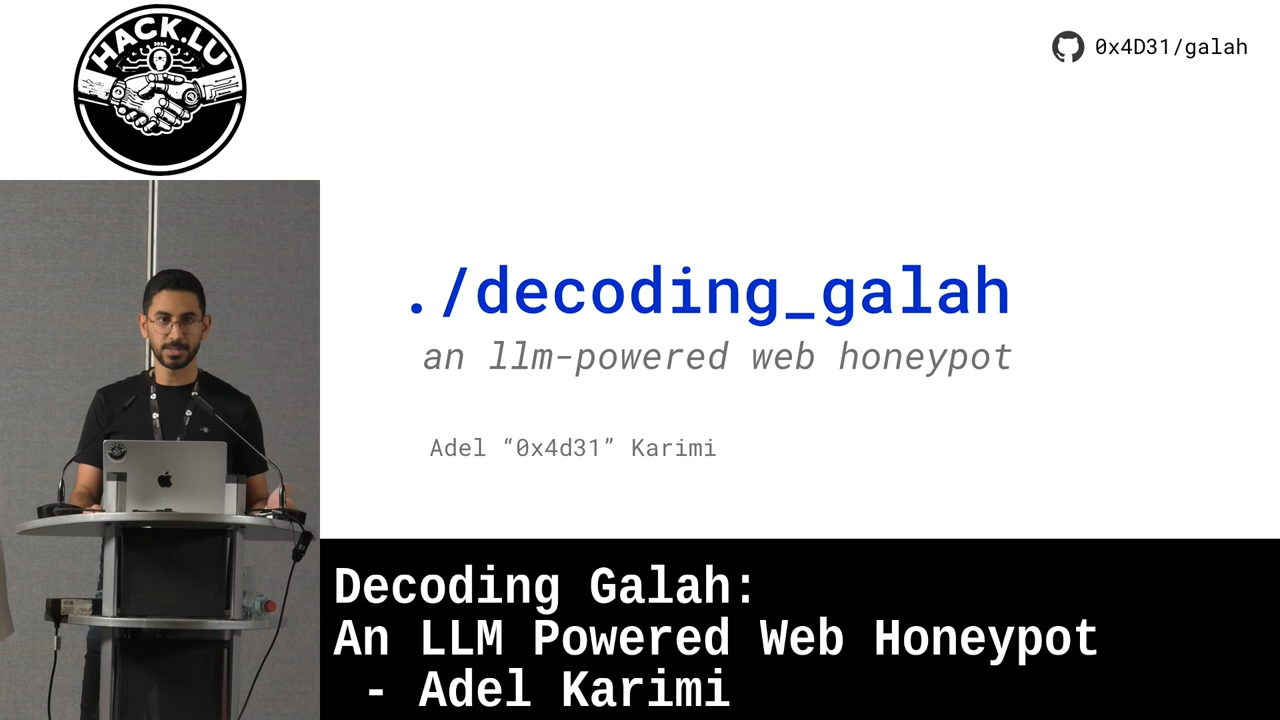 HACK.LU
2024
0x4D31/galah
./decoding_galah
an llm-powered web honeypot
Adel “0x4d31” Karimi
Decoding Galah:
An LLM Powered Web Honeypot
- Adel Karimi